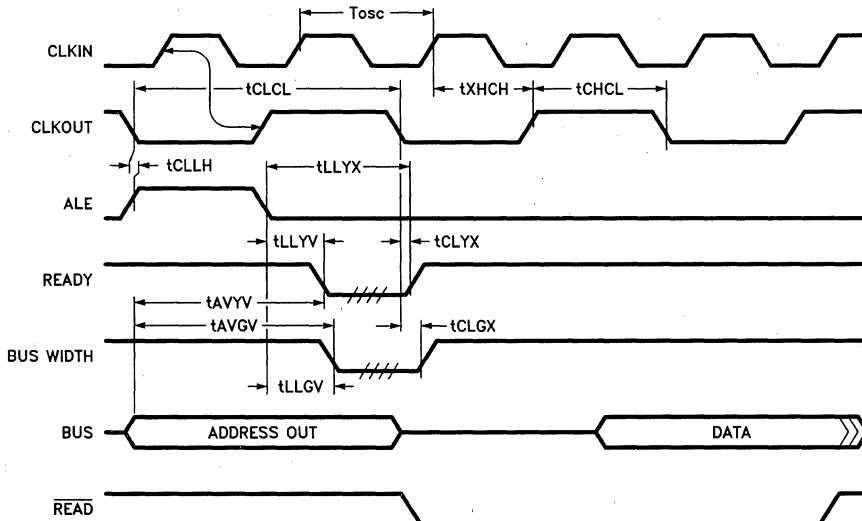 Tosc
CLKIN
tCLCL
tXHCH
tCHCL
CLKOUT
tCLLH
tLLYX
ALE
tLLYV
tCLYX
READY
tAVYV
tAVGV
tCLGX
BUS WIDTH
tLLGV
BUS
ADDRESS OUT
DATA
READ